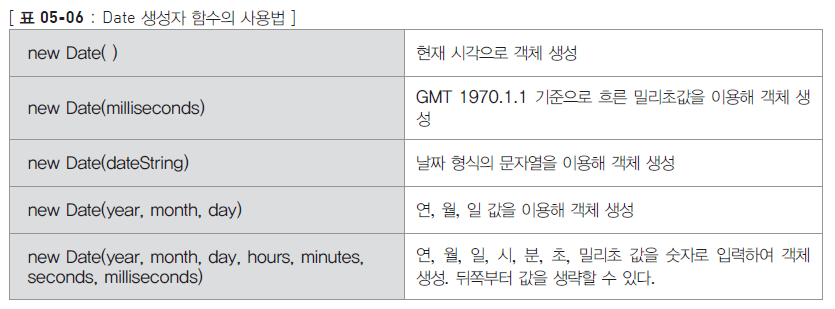 [ 표 05-06 : Date 생성자 함수의 사용법 ]
new Date( )
현재 시각으로 객체 생성
new Date(milliseconds)
GMT 1970.1.1 기준으로 흐른 밀리초값을 이용해 객체 생
성
new Date(dateString)
날짜 형식의 문자열을 이용해 객체 생성
new Date(year, month, day)
연, 월, 일 값을 이용해 객체 생성
new Date(year, month, day, hours, minutes,
seconds, milliseconds)
연, 월, 일, 시, 분, 초, 밀리초 값을 숫자로 입력하여 객체
생성. 뒤쪽부터 값을 생략할 수 있다.